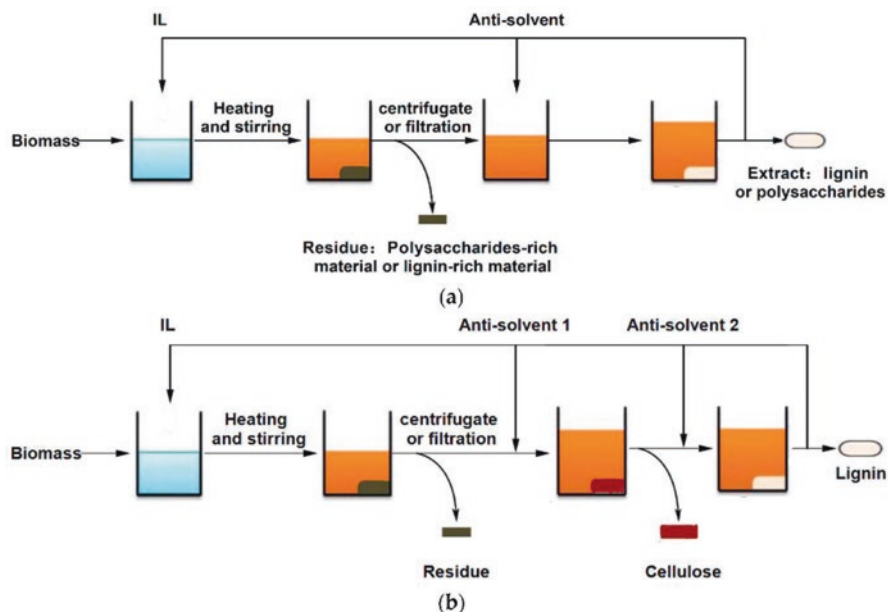 IL
Anti-solvent
Heating
and stirring
centrifugate
or filtration
Biomass
Extract: lignin
or polysaccharides
Residue: Polysaccharides-rich
material or lignin-rich material
(a)
IL
Anti-solvent 1
Anti-solvent 2
Heating
and stirring
centrifugate
or filtration
Biomass
Lignin
Residue
Cellulose
(b)